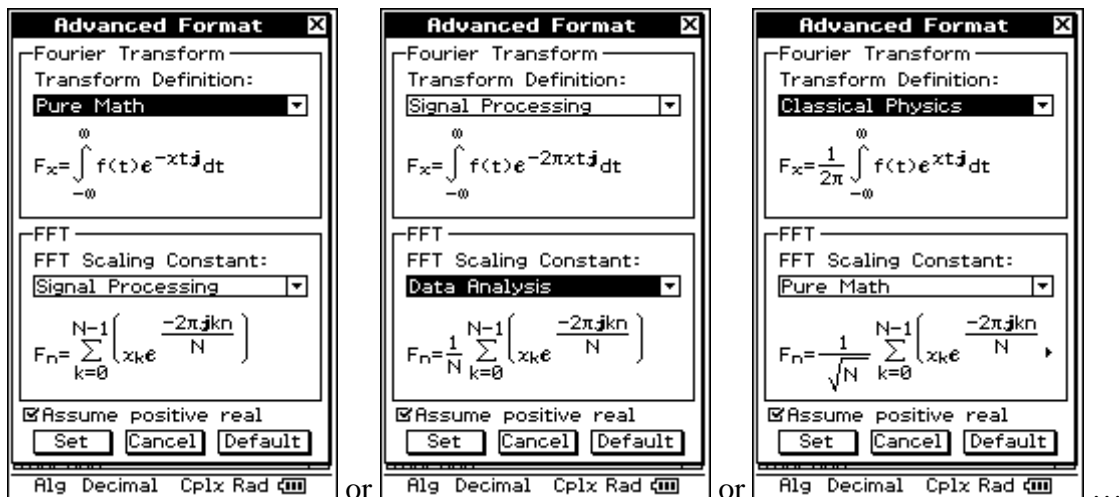 Advanced Format
Fourier Transform
Transform Definition:
Pure Math
Fx=∫_{-∞}^{∞} f(t)e^{-xtj}dt
FFT
FFT Scaling Constant:
Signal Processing
Fn=∑_{k=0}^{N-1}(xke^{-2πjkn/N})
Assume positive real
Set Cancel Default
Alg Decimal Cplx Rad
or
Advanced Format
Fourier Transform
Transform Definition:
Signal Processing
Fx=∫_{-∞}^{∞} f(t)e^{-2πxtj}dt
FFT
FFT Scaling Constant:
Data Analysis
Fn=1/N ∑_{k=0}^{N-1}(xke^{-2πjkn/N})
Assume positive real
Set Cancel Default
Alg Decimal Cplx Rad
or
Advanced Format
Fourier Transform
Transform Definition:
Classical Physics
Fx=1/2π ∫_{-∞}^{∞} f(t)e^{xtj}dt
FFT
FFT Scaling Constant:
Pure Math
Fn=1/√N ∑_{k=0}^{N-1}(xke^{-2πjkn/N}
Assume positive real
Set Cancel Default
Alg Decimal Cplx Rad